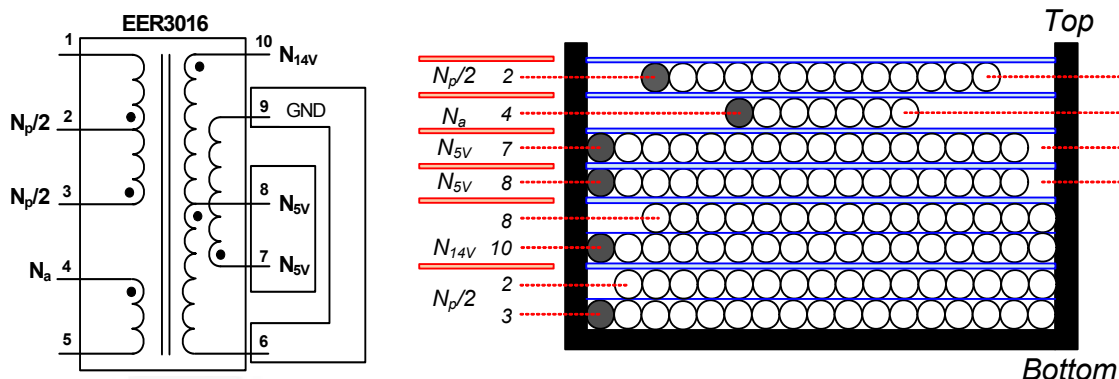 EER3016
1
10
N14V
2
Np/2
9
GND
3
Np/2
8
N5V
4
Na
7
N5V
5
6
Top
Np/2 2
Na 4
N5V 7
N5V 8
8
N14V 10
2
Np/2
3
Bottom